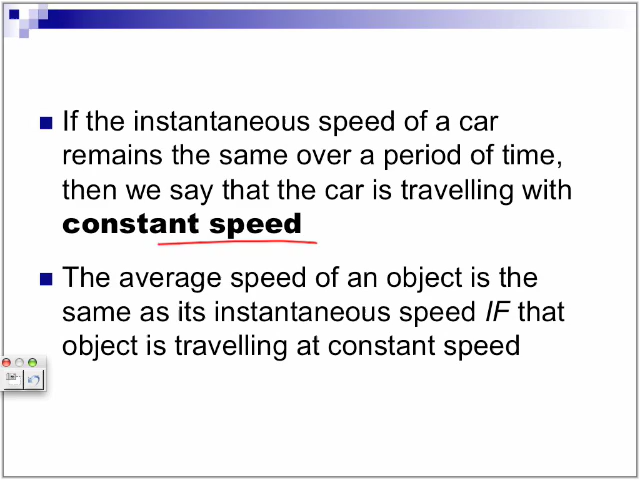 If the instantaneous speed of a car
remains the same over a period of time,
then we say that the car is travelling with
constant speed
The average speed of an object is the
same as its instantaneous speed IF that
object is travelling at constant speed